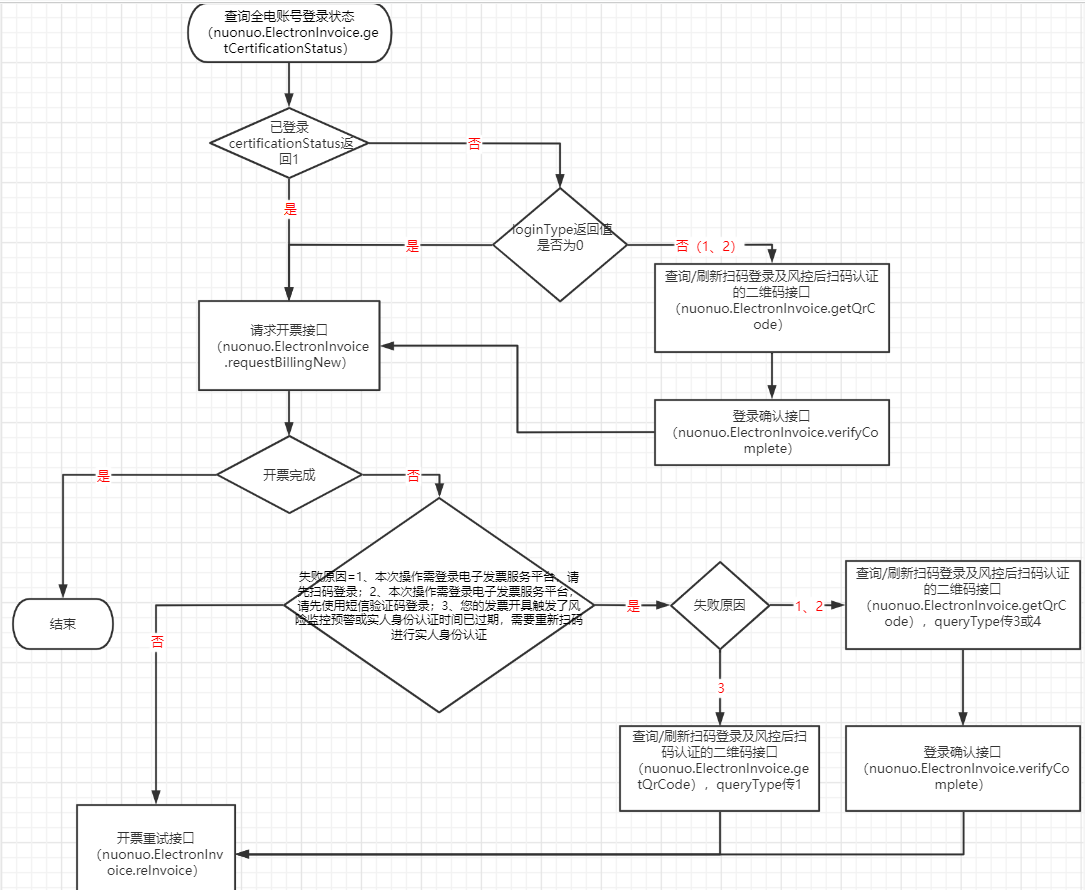 查询全电账号登录状态
（nuonuo.ElectronInvoice.ge
tCertificationStatus）
已登录
certificationStatus返
回1
否
是
loginType返回值
是否为0
是
否（1、2）
查询/刷新扫码登录及风控后扫码认证
的二维码接口
（nuonuo.ElectronInvoice.getQrC
ode）
请求开票接口
（nuonuo.ElectronInvoice
.requestBillingNew）
登录确认接口
（nuonuo.ElectronInvoice.verifyCo
mplete）
开票完成
是
否
失败原因=1、本次操作需登录电子发票服务平台，请
先扫码登录；2、本次操作需登录电子发票服务平台，
请先使用短信验证码登录；3、您的发票开具触发了风
险监控预警或实人身份认证时间已过期，需要重新扫码
进行实人身份认证
结束
否
是
失败原因
1、2
3
查询/刷新扫码登录及风控后扫码认证
的二维码接口
（nuonuo.ElectronInvoice.getQrC
ode），queryType传3或4
查询/刷新扫码登录及风控后扫
码认证的二维码接口
（nuonuo.ElectronInvoice.ge
tQrCode），queryType传1
登录确认接口
（nuonuo.ElectronInvoice.verifyCo
mplete）
开票重试接口
（nuonuo.ElectronInv
oice.reInvoice）